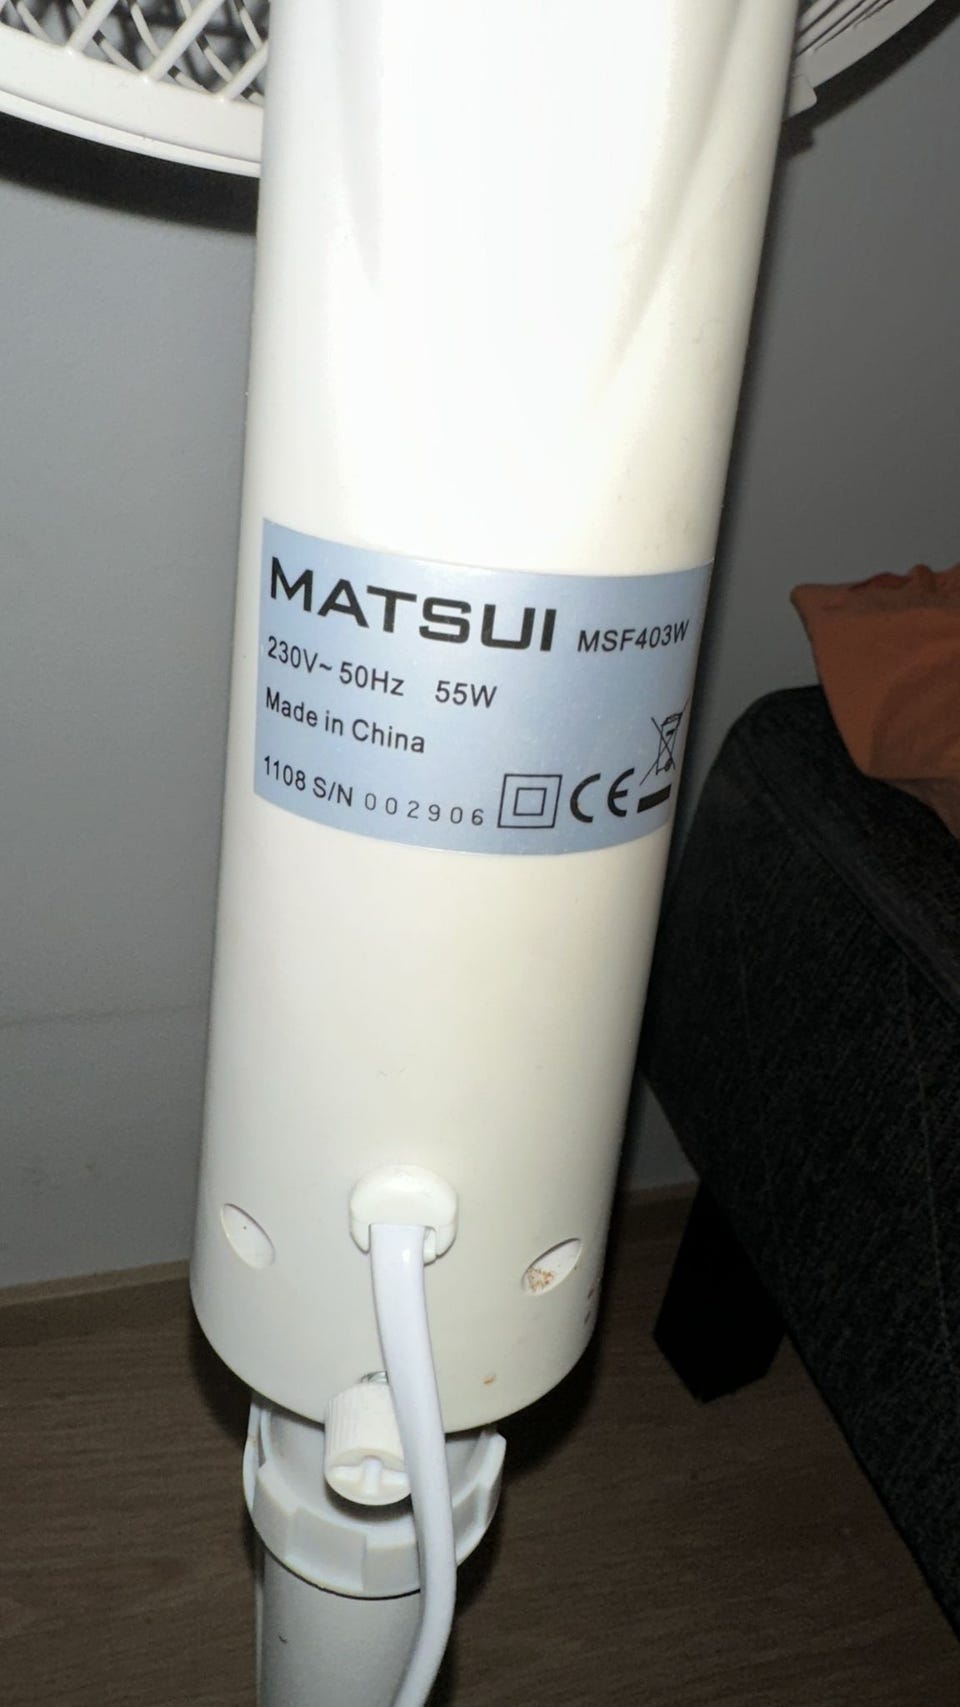 MATSUI MSF403W
230V~ 50Hz 55W
Made in China
1108 S/N 002906 CE